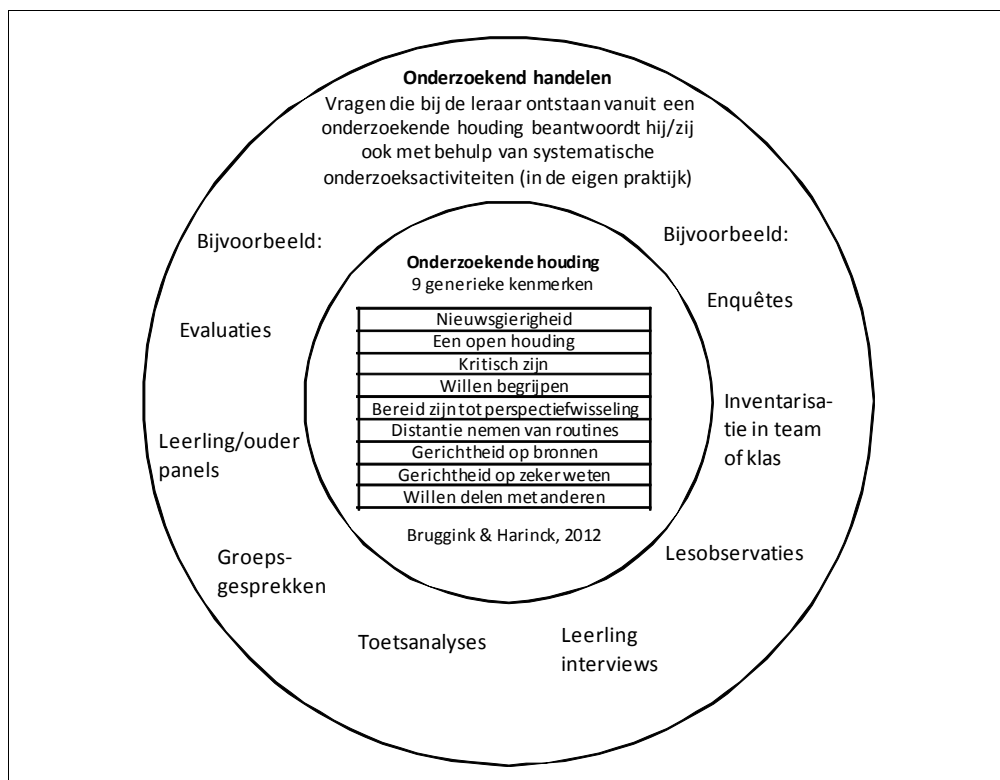 Onderzoekend handelen
Vragen die bij de leraar ontstaan vanuit een
onderzoekende houding beantwoordt hij/zij
ook met behulp van systematische
onderzoeksactiviteiten (in de eigen praktijk)
Bijvoorbeeld:
Evaluaties
Leerling/ouder
panels
Groeps-
gesprekken
Toetsanalyses
Onderzoekende houding
9 generieke kenmerken
Nieuwsgierigheid
Een open houding
Kritisch zijn
Willen begrijpen
Bereid zijn tot perspectiefwisseling
Distantie nemen van routines
Gerichtheid op bronnen
Gerichtheid op zeker weten
Willen delen met anderen
Bruggink & Harinck, 2012
Bijvoorbeeld:
Enquêtes
Inventarisa-
tie in team
of klas
Lesobservaties
Leerling
interviews